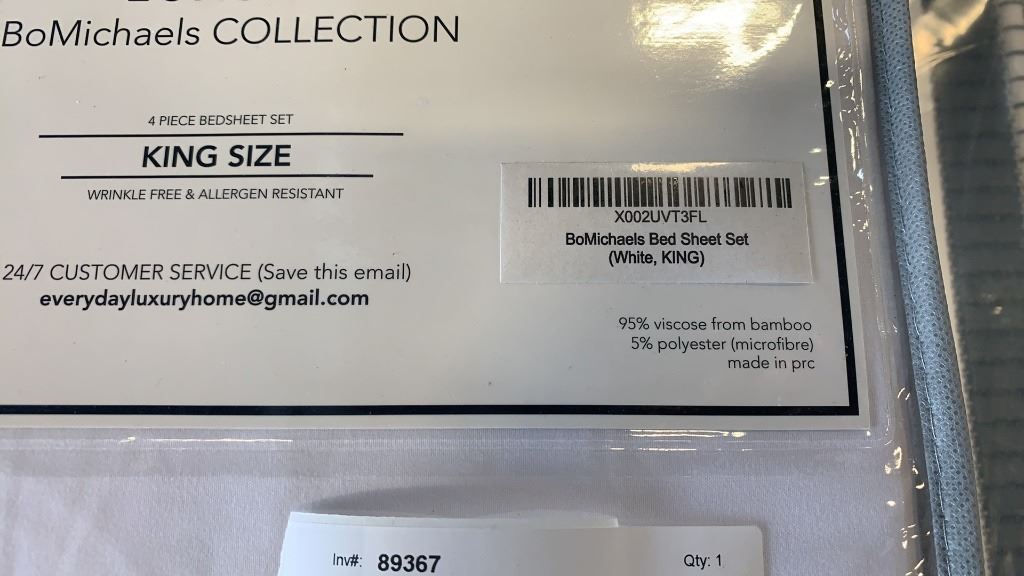 BoMichaels COLLECTION
4 PIECE BEDSHEET SET
KING SIZE
WRINKLE FREE & ALLERGEN RESISTANT
X002UVT3FL
BoMichaels Bed Sheet Set
(White, KING)
24/7 CUSTOMER SERVICE (Save this email)
everydayluxuryhome@gmail.com
95% viscose from bamboo
5% polyester (microfibre)
made in prc
Inv#: 89367 Qty: 1